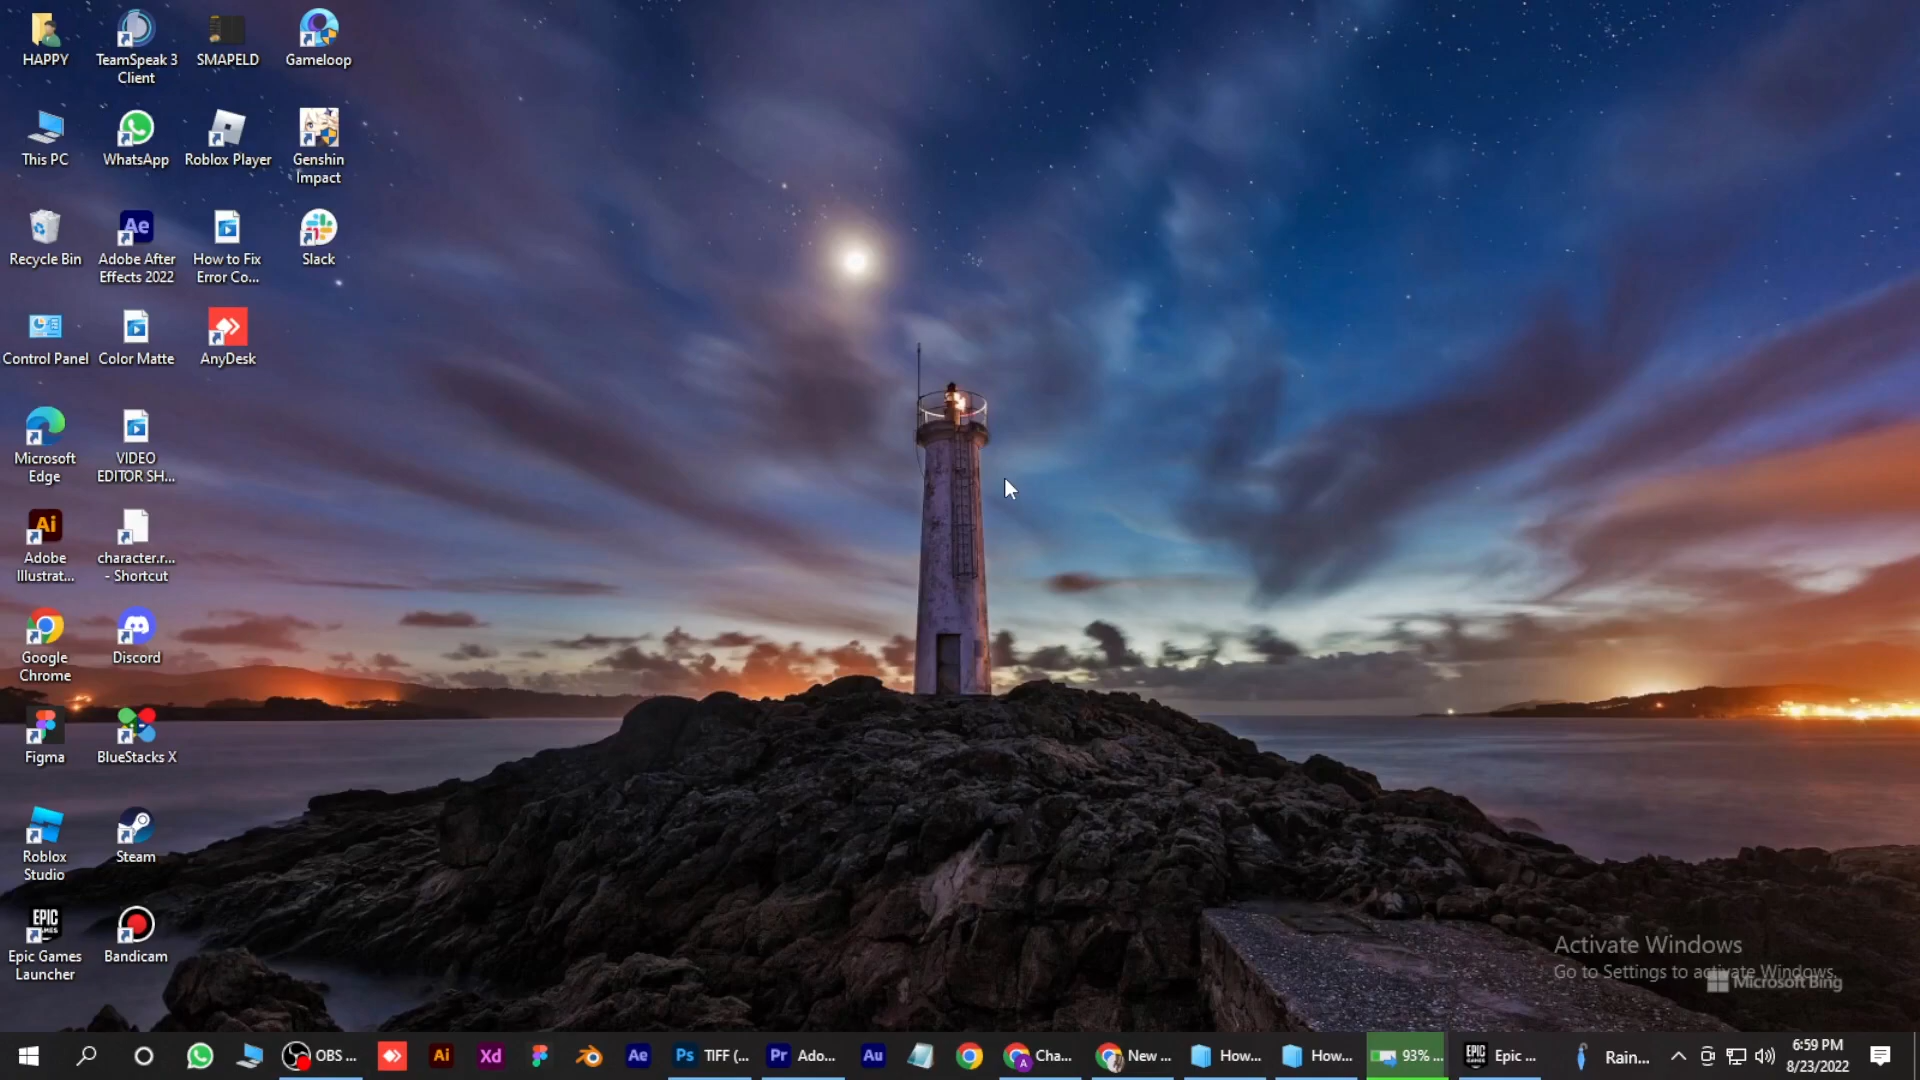 HAPPY
TeamSpeak 3
Client
SMAPELD
Gameloop
This PC
WhatsApp
Roblox Player
Genshin
Impact
Recycle Bin
Ae
Adobe After
Effects 2022
How to Fix
Error Co...
Slack
Control Panel
Color Matte
AnyDesk
Microsoft
Edge
VIDEO
EDITOR SH...
Ai
Adobe
Illustrat...
character.r...
- Shortcut
Google
Chrome
Discord
Figma
BlueStacks X
Roblox
Studio
Steam
EPIC
GAMES
Epic Games
Launcher
Bandicam
Activate Windows
Go to Settings to activate Windows.
Microsoft Bing
OBS ...
Ai
Xd
Ae
Ps TIFF (...
Pr Ado...
Au
Cha...
New ...
How...
How...
93% ...
EPIC
Epic ...
Rain...
6:59 PM
8/23/2022